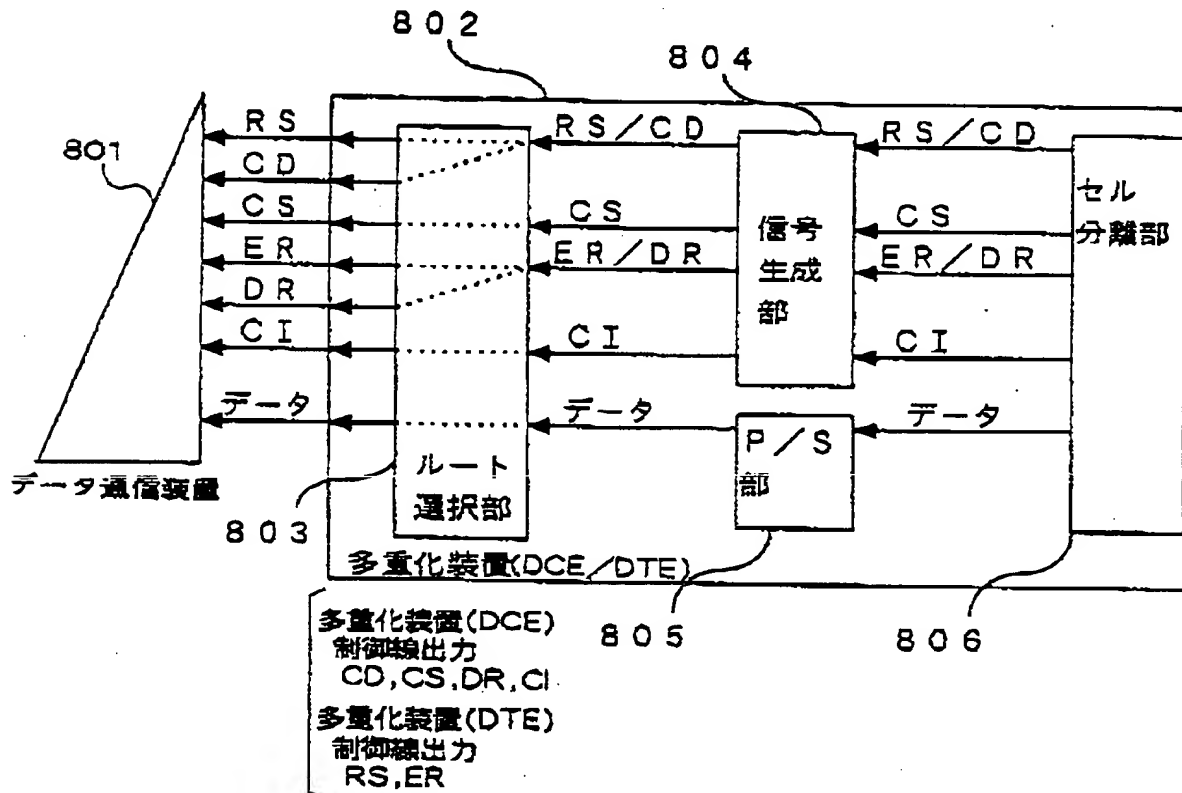 802
804
801
RS
CD
CS
ER
DR
CI
データ
データ通信装置
RS/CD
CS
ER/DR
CI
データ
ルート
選択部
803
信号
生成
部
P/S
部
RS/CD
CS
ER/DR
CI
データ
セル
分離部
多重化装置(DCE/DTE)
805
806
多重化装置(DCE)
制御線出力
CD,CS,DR,CI
多重化装置(DTE)
制御線出力
RS,ER